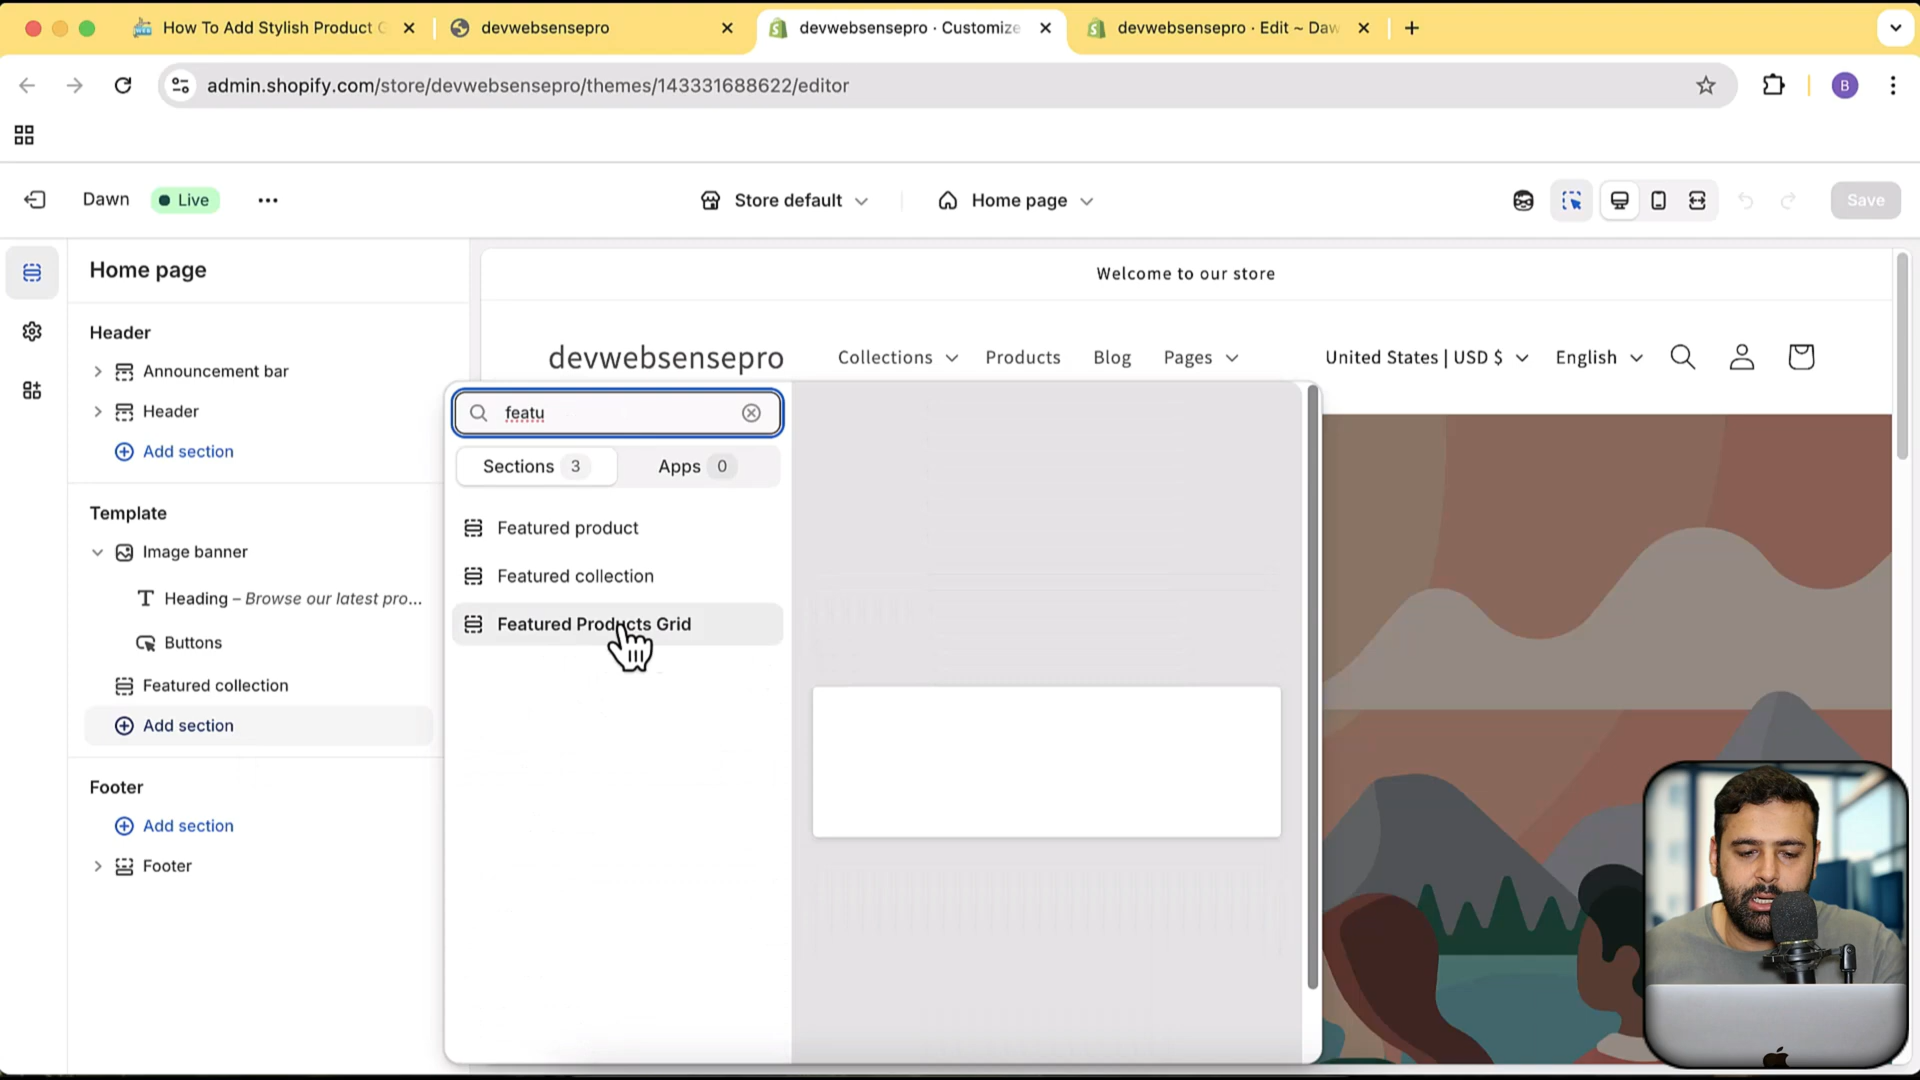 How To Add Stylish Product G
devwebsensepro
devwebsensepro · Customize
devwebsensepro · Edit ~ Daw
admin.shopify.com/store/devwebsensepro/themes/143331688622/editor
B
Dawn
Live
Store default
Home page
Save
Home page
Header
Announcement bar
Header
Add section
Template
Image banner
Heading – Browse our latest pro...
Buttons
Featured collection
Add section
Footer
Add section
Footer
featu
Sections 3
Apps 0
Featured product
Featured collection
Featured Products Grid
Welcome to our store
devwebsensepro
Collections
Products
Blog
Pages
United States | USD $
English